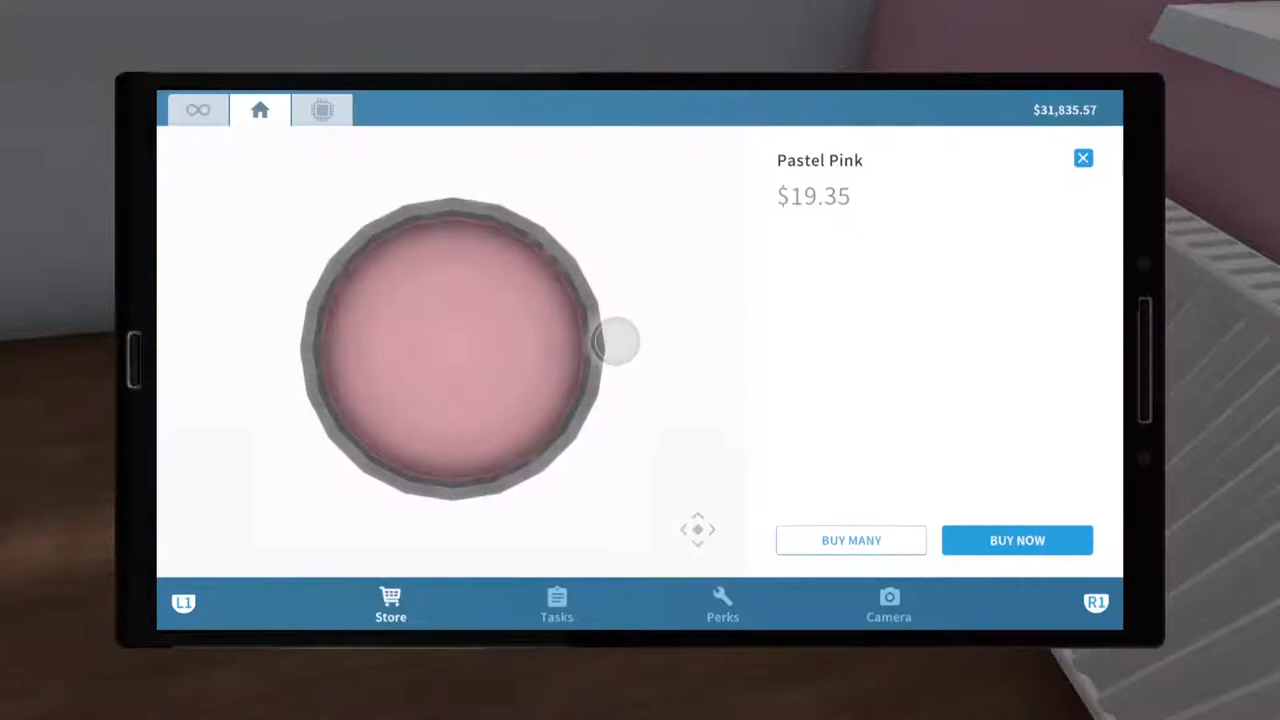 $31,835.57
Pastel Pink
$19.35
BUY MANY
BUY NOW
L1
Store
Tasks
Perks
Camera
R1